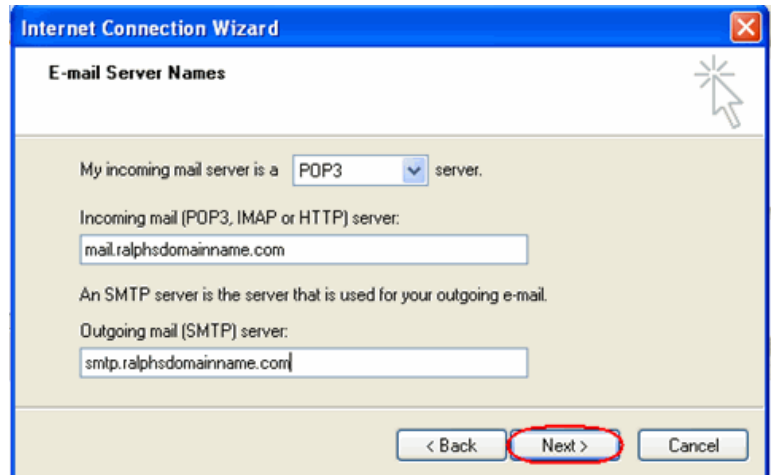 Internet Connection Wizard
E-mail Server Names
My incoming mail server is a POP3 server.
Incoming mail (POP3, IMAP or HTTP) server:
mail.ralphsdomainname.com
An SMTP server is the server that is used for your outgoing e-mail.
Outgoing mail (SMTP) server:
smtp.ralphsdomainname.com
< Back Next > Cancel